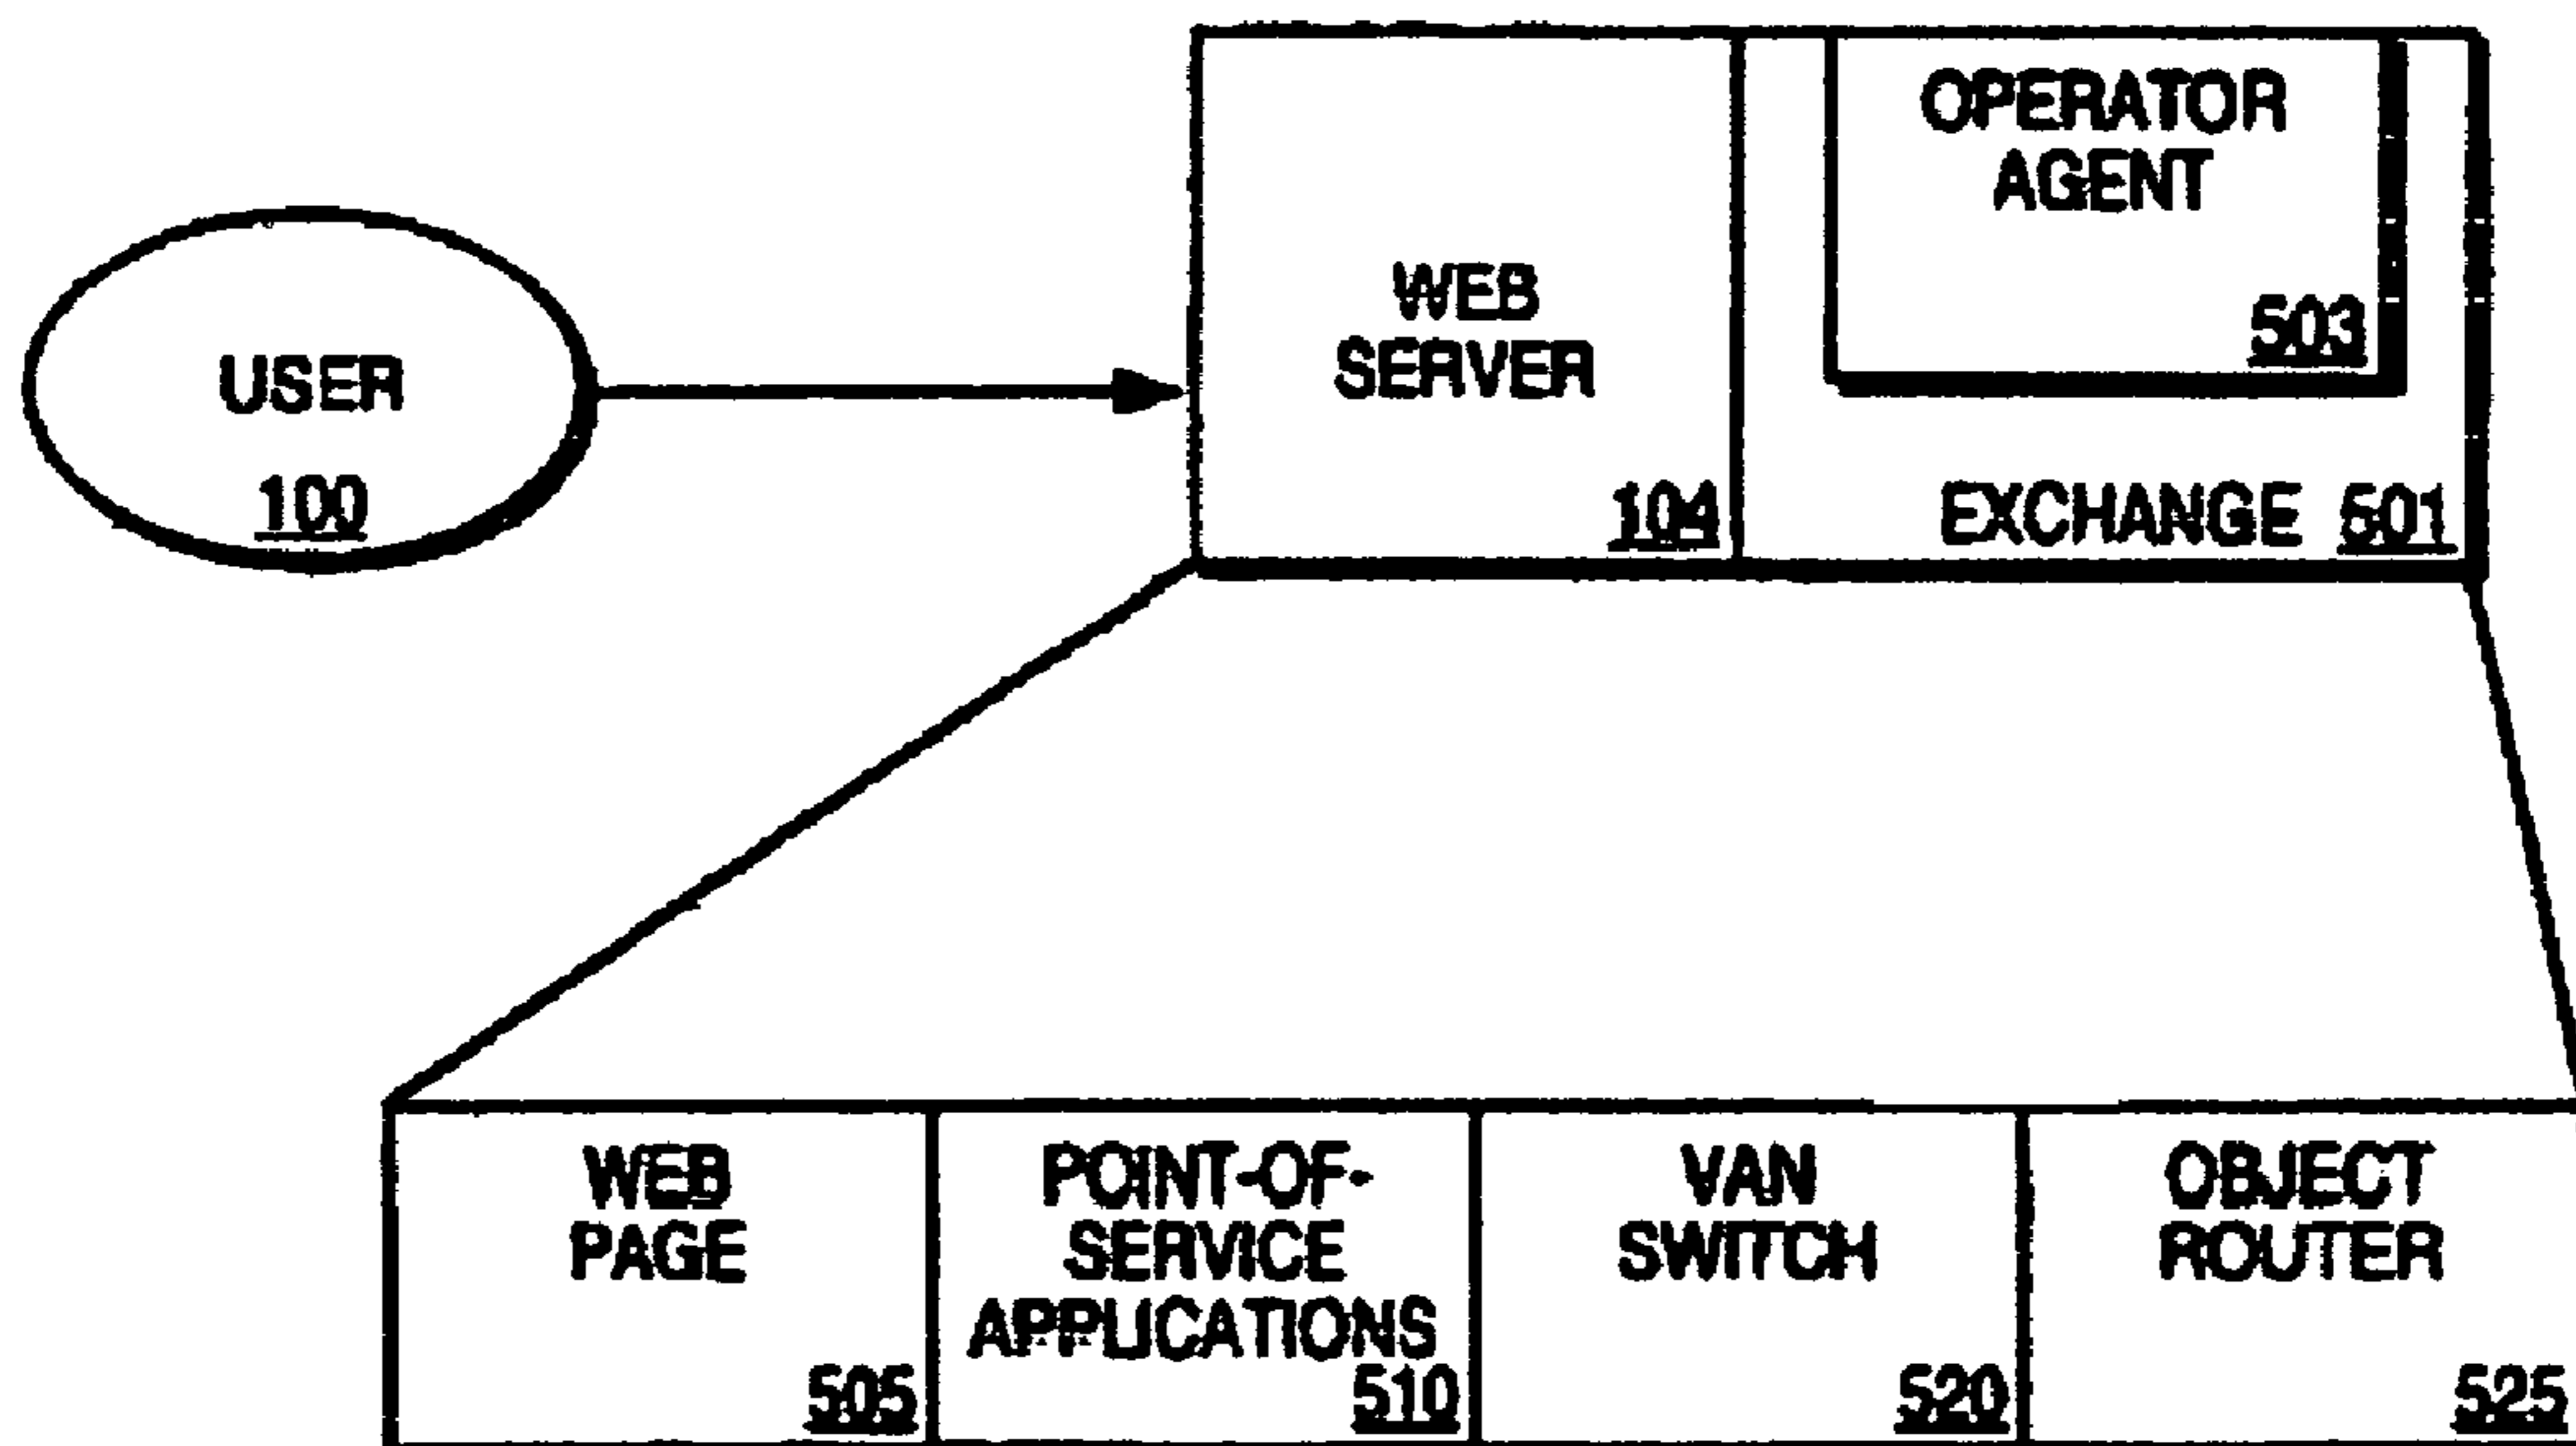 USER
100
WEB
SERVER
104
OPERATOR
AGENT
503
EXCHANGE 501
WEB
PAGE
505
POINT-OF-
SERVICE
APPLICATIONS
510
VAN
SWITCH
520
OBJECT
ROUTER
525